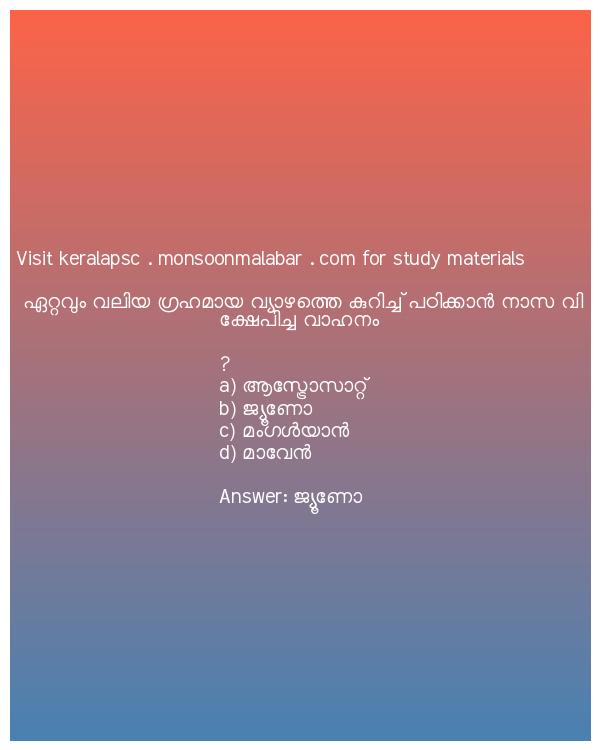 Visit keralapsc . monsoonmalabar . com for study materials
ഏറ്റവും വലിയ ഗ്രഹമായ വ്യാഴത്തെ കുറിച്ച് പഠിക്കാൻ നാസ വി
ക്ഷേപിച്ച വാഹനം
?
a) ആസ്ട്രോസാറ്റ്
b) ജ്യൂണോ
c) മംഗൾയാൻ
d) മാവേൻ
Answer: ജ്യൂണോ